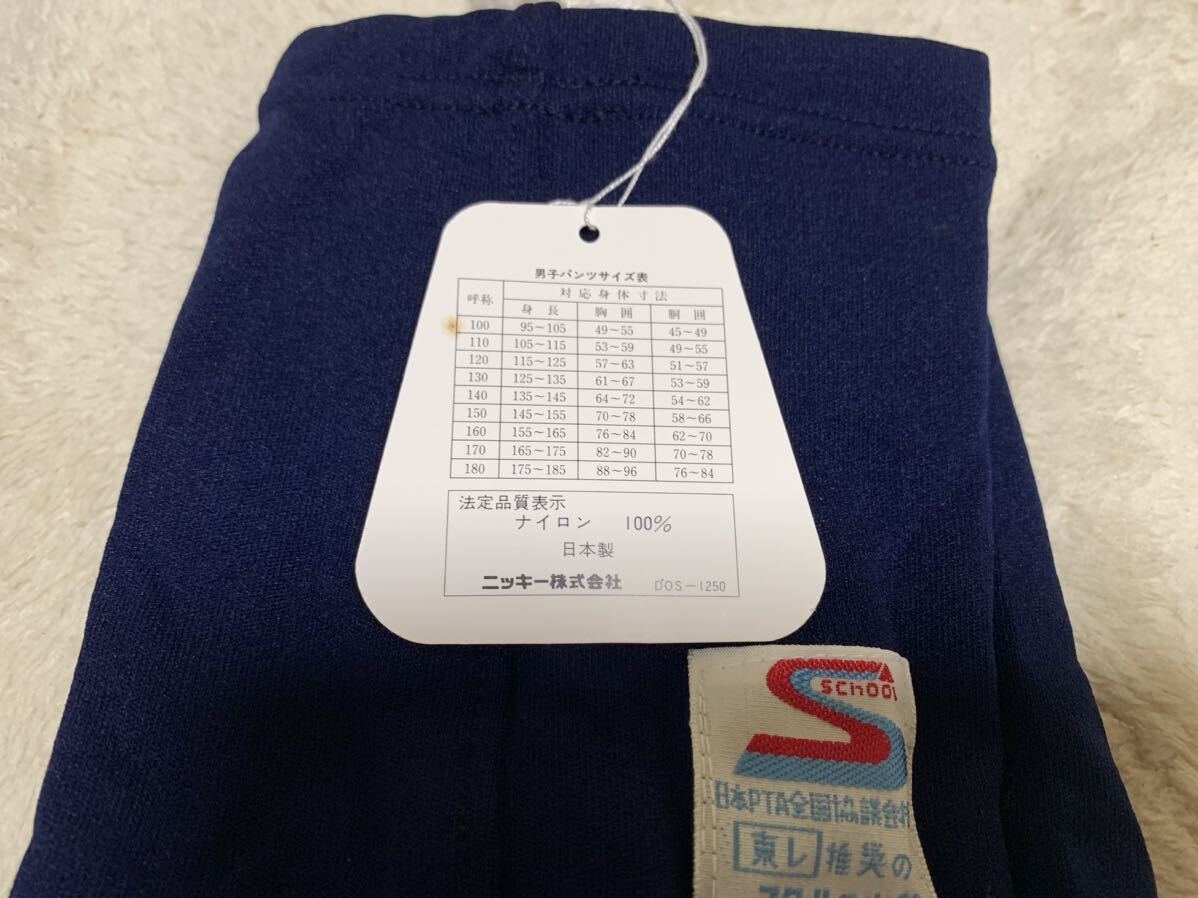 男子パンツサイズ表
呼称 対応身体寸法
身長 胸囲 胴囲
100 95〜105 49〜55 45〜49
110 105〜115 53〜59 49〜55
120 115〜125 57〜63 51〜57
130 125〜135 61〜67 53〜59
140 135〜145 64〜72 54〜62
150 145〜155 70〜78 58〜66
160 155〜165 76〜84 62〜70
170 165〜175 82〜90 70〜78
180 175〜185 88〜96 76〜84
法定品質表示
ナイロン 100%
日本製
ニッキー株式会社 DOS-1250
SChOOl
日本PTA全国協議会
東レ 推奨の